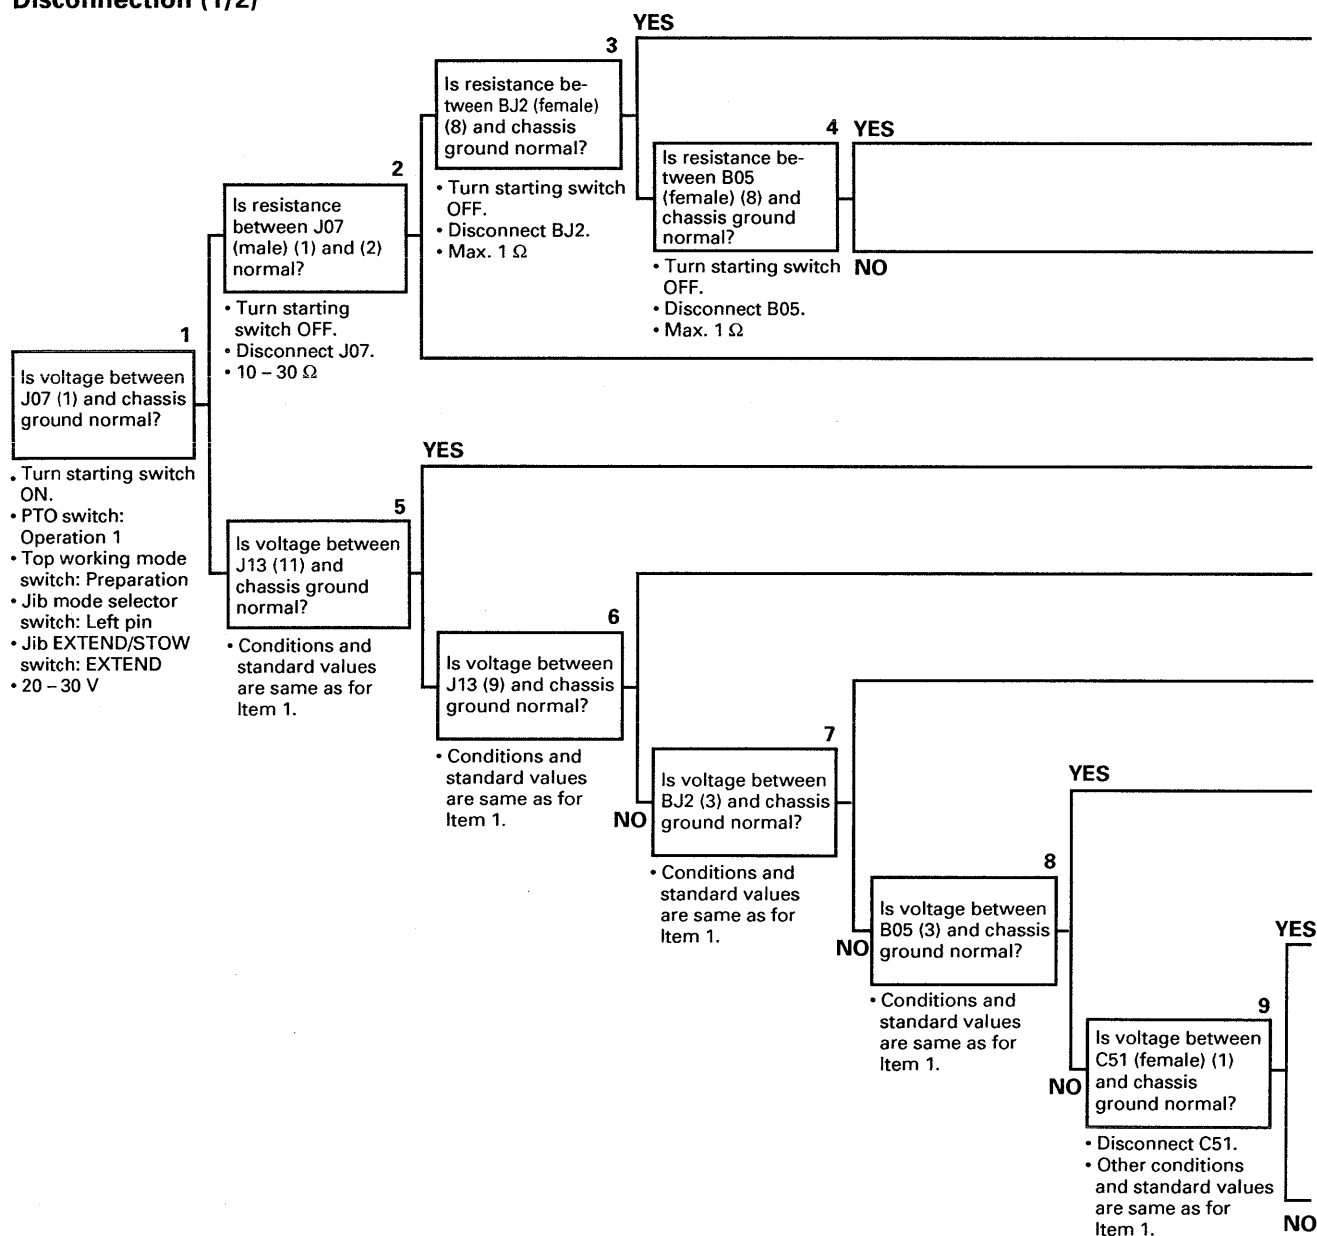 Disconnection (1/2)
YES
3
Is resistance be-
tween BJ2 (female)
(8) and chassis
ground normal?
• Turn starting switch
OFF.
• Disconnect BJ2.
• Max. 1 Ω
4 YES
Is resistance be-
tween B05
(female) (8) and
chassis ground
normal?
NO
• Turn starting switch
OFF.
• Disconnect B05.
• Max. 1 Ω
2
Is resistance
between J07
(male) (1) and (2)
normal?
• Turn starting
switch OFF.
• Disconnect J07.
• 10 – 30 Ω
1
Is voltage between
J07 (1) and chassis
ground normal?
• Turn starting switch
ON.
• PTO switch:
Operation 1
• Top working mode
switch: Preparation
• Jib mode selector
switch: Left pin
• Jib EXTEND/STOW
switch: EXTEND
• 20 – 30 V
YES
5
Is voltage between
J13 (11) and
chassis ground
normal?
• Conditions and
standard values
are same as for
Item 1.
6
Is voltage between
J13 (9) and chassis
ground normal?
• Conditions and
standard values
are same as for
Item 1.
NO
7
Is voltage between
BJ2 (3) and chassis
ground normal?
• Conditions and
standard values
are same as for
Item 1.
NO
YES
8
Is voltage between
B05 (3) and chassis
ground normal?
• Conditions and
standard values
are same as for
Item 1.
NO
YES
9
Is voltage between
C51 (female) (1)
and chassis
ground normal?
• Disconnect C51.
• Other conditions
and standard values
are same as for
Item 1.
NO